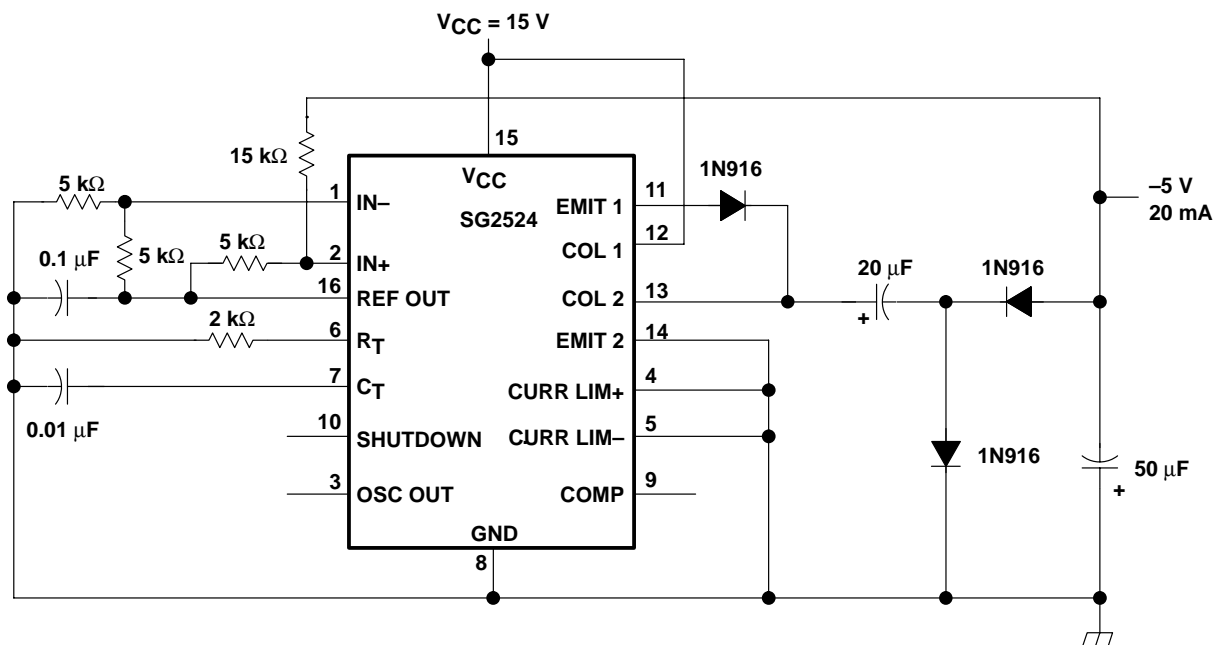 VCC = 15 V
15
15 kΩ
VCC
SG2524
5 kΩ
1
IN–
5 kΩ
5 kΩ
2
IN+
0.1 μF
16
REF OUT
2 kΩ
6
RT
7
CT
0.01 μF
10
SHUTDOWN
3
OSC OUT
GND
8
EMIT 1
11
1N916
COL 1
12
COL 2
13
EMIT 2
14
CURR LIM+
4
CURR LIM–
5
COMP
9
20 μF
+
1N916
–5 V
20 mA
1N916
50 μF
+